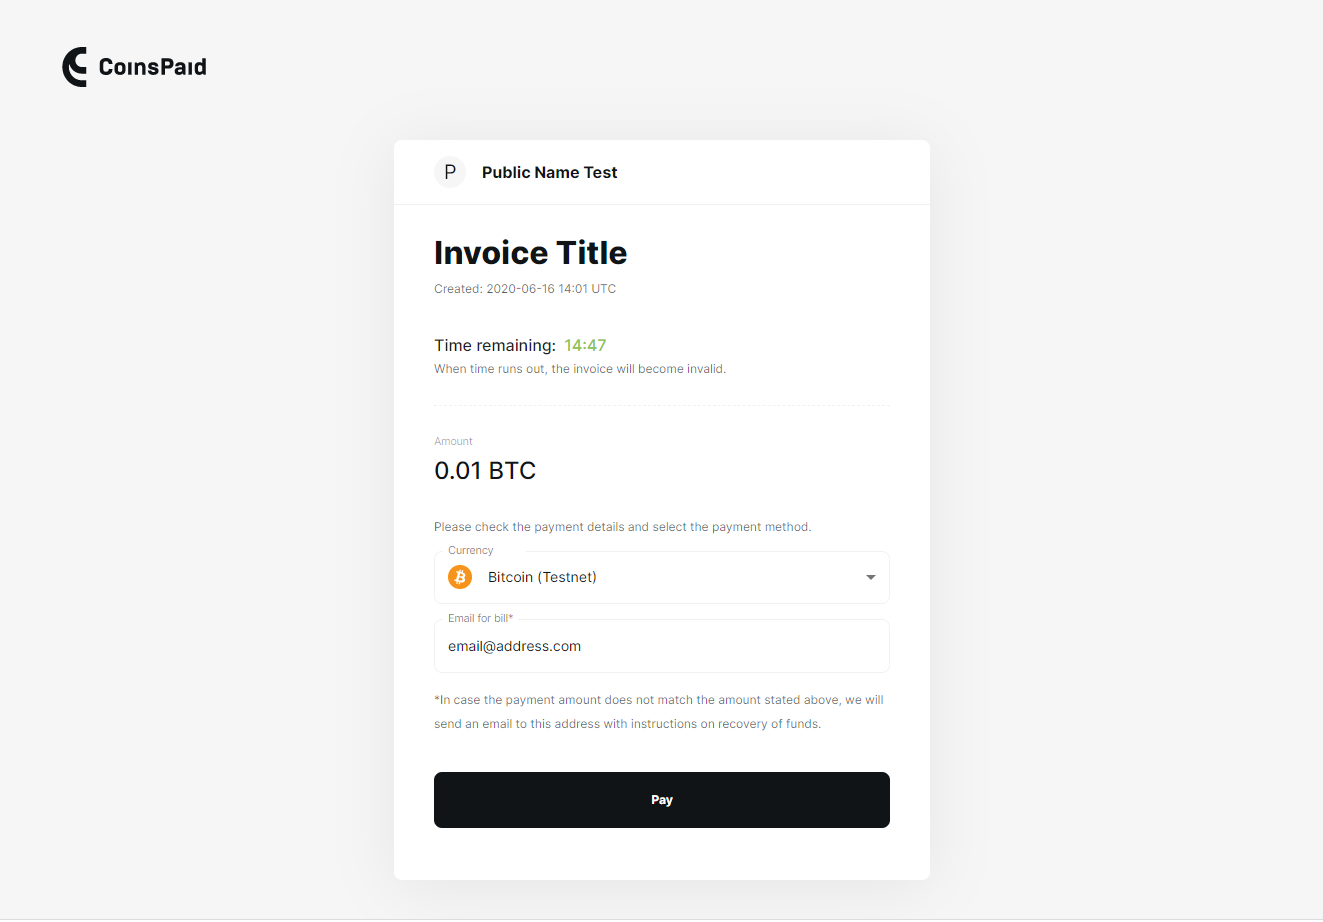 CoinsPaid
P
Public Name Test
Invoice Title
Created: 2020-06-16 14:01 UTC
Time remaining: 14:47
When time runs out, the invoice will become invalid.
Amount
0.01 BTC
Please check the payment details and select the payment method.
Currency
Bitcoin (Testnet)
Email for bill*
email@address.com
*In case the payment amount does not match the amount stated above, we will
send an email to this address with instructions on recovery of funds.
Pay